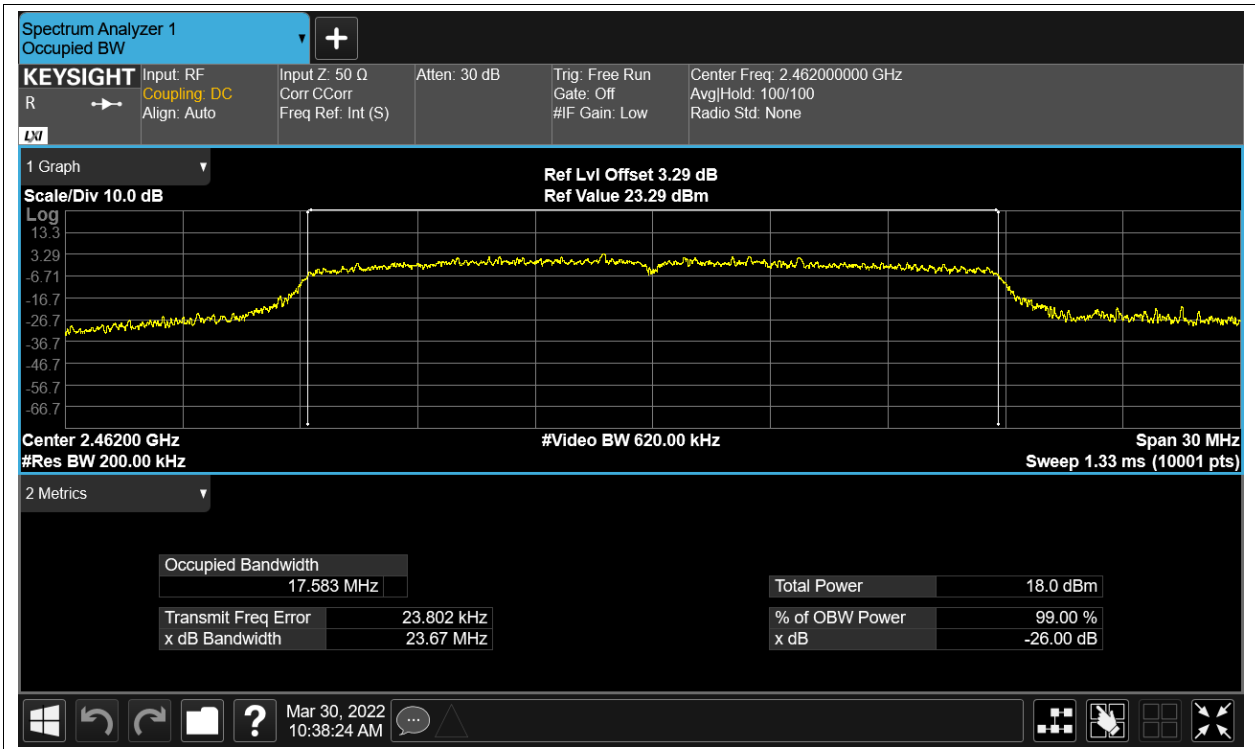 Spectrum Analyzer 1
Occupied BW
KEYSIGHT
R
LXI
Input: RF
Coupling: DC
Align: Auto
Input Z: 50 Ω
Corr CCorr
Freq Ref: Int (S)
Atten: 30 dB
Trig: Free Run
Gate: Off
#IF Gain: Low
Center Freq: 2.462000000 GHz
Avg|Hold: 100/100
Radio Std: None
1 Graph
Scale/Div 10.0 dB
Ref Lvl Offset 3.29 dB
Ref Value 23.29 dBm
Log
13.3
3.29
-6.71
-16.7
-26.7
-36.7
-46.7
-56.7
-66.7
Center 2.46200 GHz
#Res BW 200.00 kHz
#Video BW 620.00 kHz
Span 30 MHz
Sweep 1.33 ms (10001 pts)
2 Metrics
Occupied Bandwidth
17.583 MHz
Transmit Freq Error 23.802 kHz
x dB Bandwidth 23.67 MHz
Total Power 18.0 dBm
% of OBW Power 99.00 %
x dB -26.00 dB
?
Mar 30, 2022
10:38:24 AM